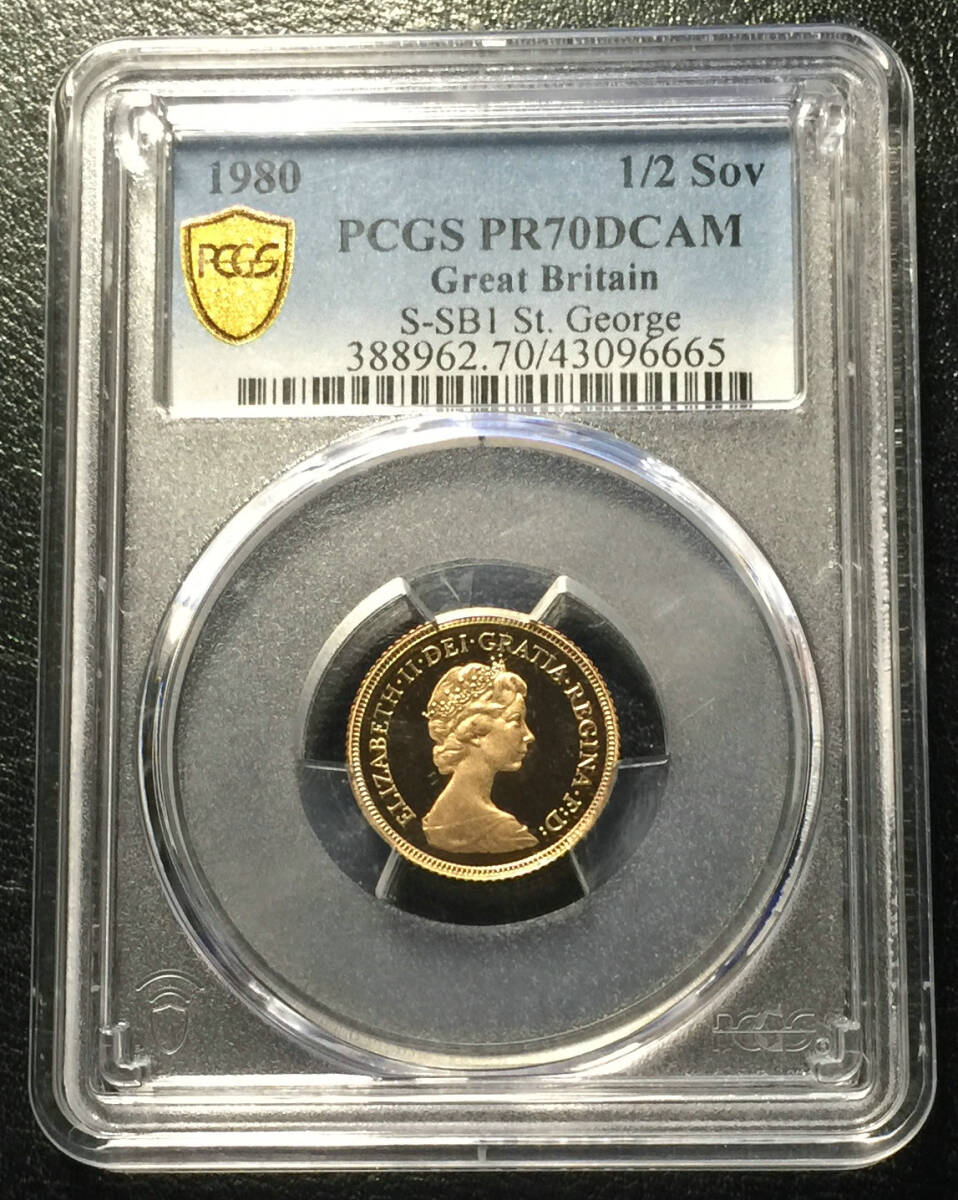 1980 1/2 Sov
PCGS PCGS PR70DCAM
Great Britain
S-SB1 St. George
388962.70/43096665
ELIZABETH·II·DEI·GRATIA·REGINA·F:D:
PCGS